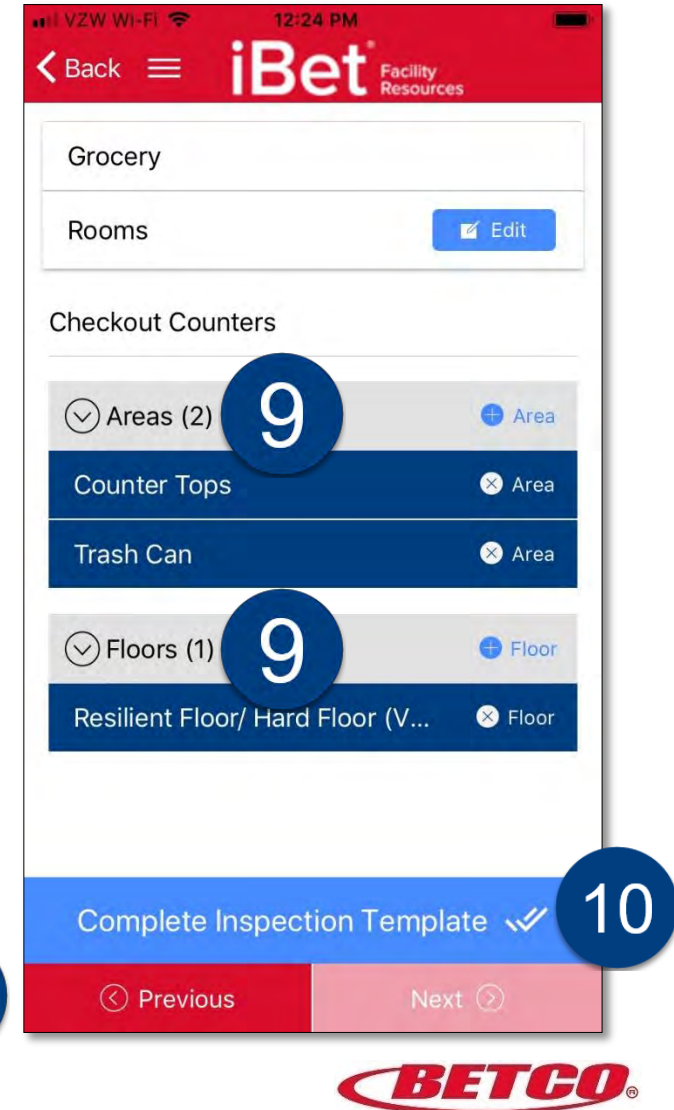 VZW Wi-Fi 12:24 PM
Back iBet® Facility Resources
Grocery
Rooms Edit
Checkout Counters
Areas (2) 9 Area
Counter Tops Area
Trash Can Area
Floors (1) 9 Floor
Resilient Floor/ Hard Floor (V... Floor
Complete Inspection Template 10
Previous Next
BETCO®